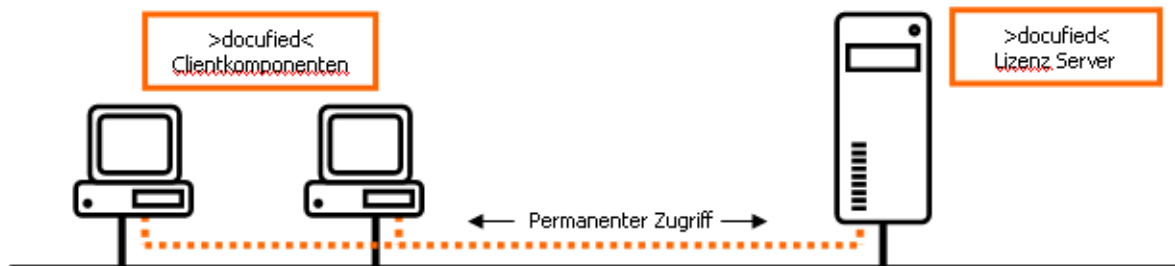 >docufied<
Clientkomponenten
>docufied<
Lizenz Server
Permanenter Zugriff